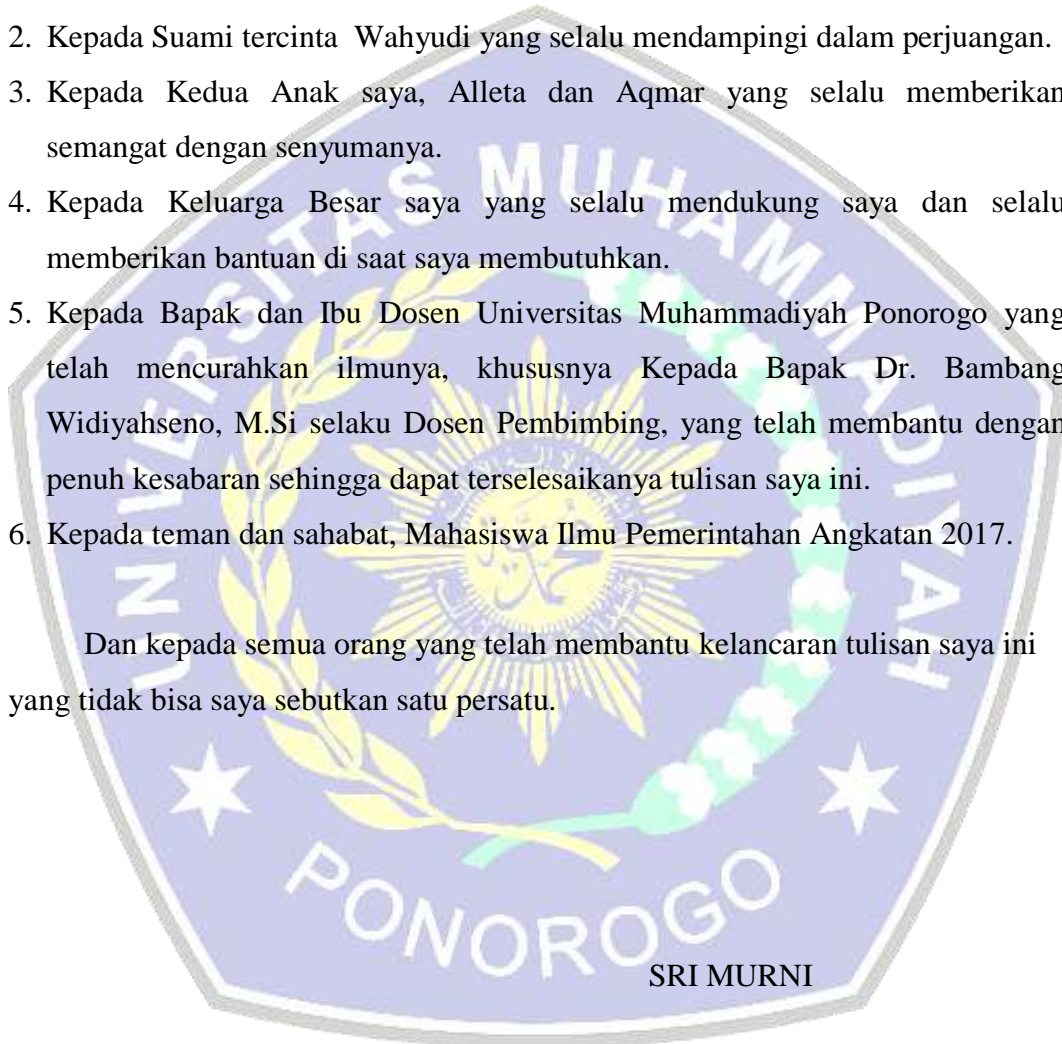 2. Kepada Suami tercinta Wahyudi yang selalu mendampingi dalam perjuangan.
3. Kepada Kedua Anak saya, Alleta dan Aqmar yang selalu memberikan
semangat dengan senyumanya.
4. Kepada Keluarga Besar saya yang selalu mendukung saya dan selalu
memberikan bantuan di saat saya membutuhkan.
5. Kepada Bapak dan Ibu Dosen Universitas Muhammadiyah Ponorogo yang
telah mencurahkan ilmunya, khususnya Kepada Bapak Dr. Bambang
Widiyahseno, M.Si selaku Dosen Pembimbing, yang telah membantu dengan
penuh kesabaran sehingga dapat terselesaikanya tulisan saya ini.
6. Kepada teman dan sahabat, Mahasiswa Ilmu Pemerintahan Angkatan 2017.
Dan kepada semua orang yang telah membantu kelancaran tulisan saya ini
yang tidak bisa saya sebutkan satu persatu.
SRI MURNI
UNIVERSITAS MUHAMMADIYAH
PONOROGO